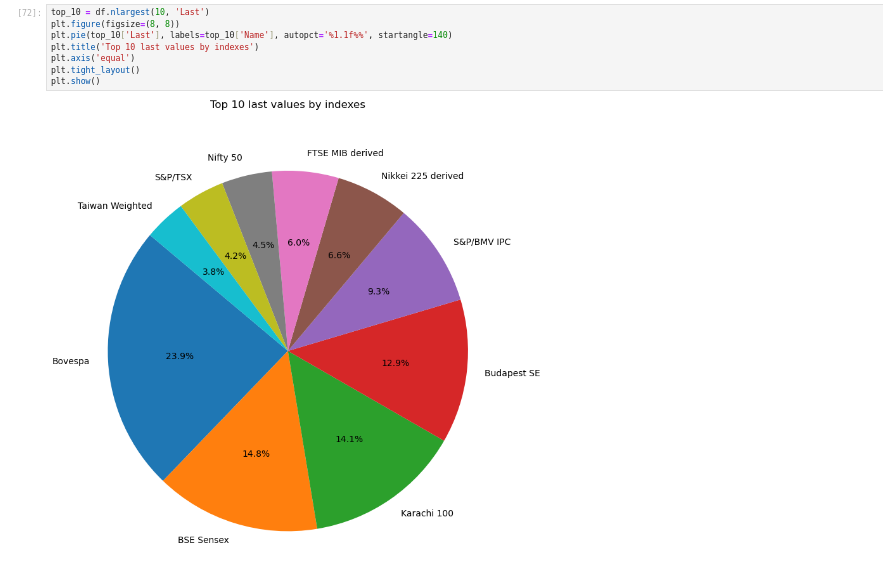 [72]: top_10 = df.nlargest(10, 'Last')
plt.figure(figsize=(8, 8))
plt.pie(top_10['Last'], labels=top_10['Name'], autopct='%1.1f%%', startangle=140)
plt.title('Top 10 last values by indexes')
plt.axis('equal')
plt.tight_layout()
plt.show()
Top 10 last values by indexes
FTSE MIB derived
Nifty 50
Nikkei 225 derived
S&P/TSX
Taiwan Weighted
S&P/BMV IPC
6.0%
4.5%
6.6%
4.2%
3.8%
9.3%
23.9%
Bovespa
12.9%
Budapest SE
14.1%
14.8%
Karachi 100
BSE Sensex